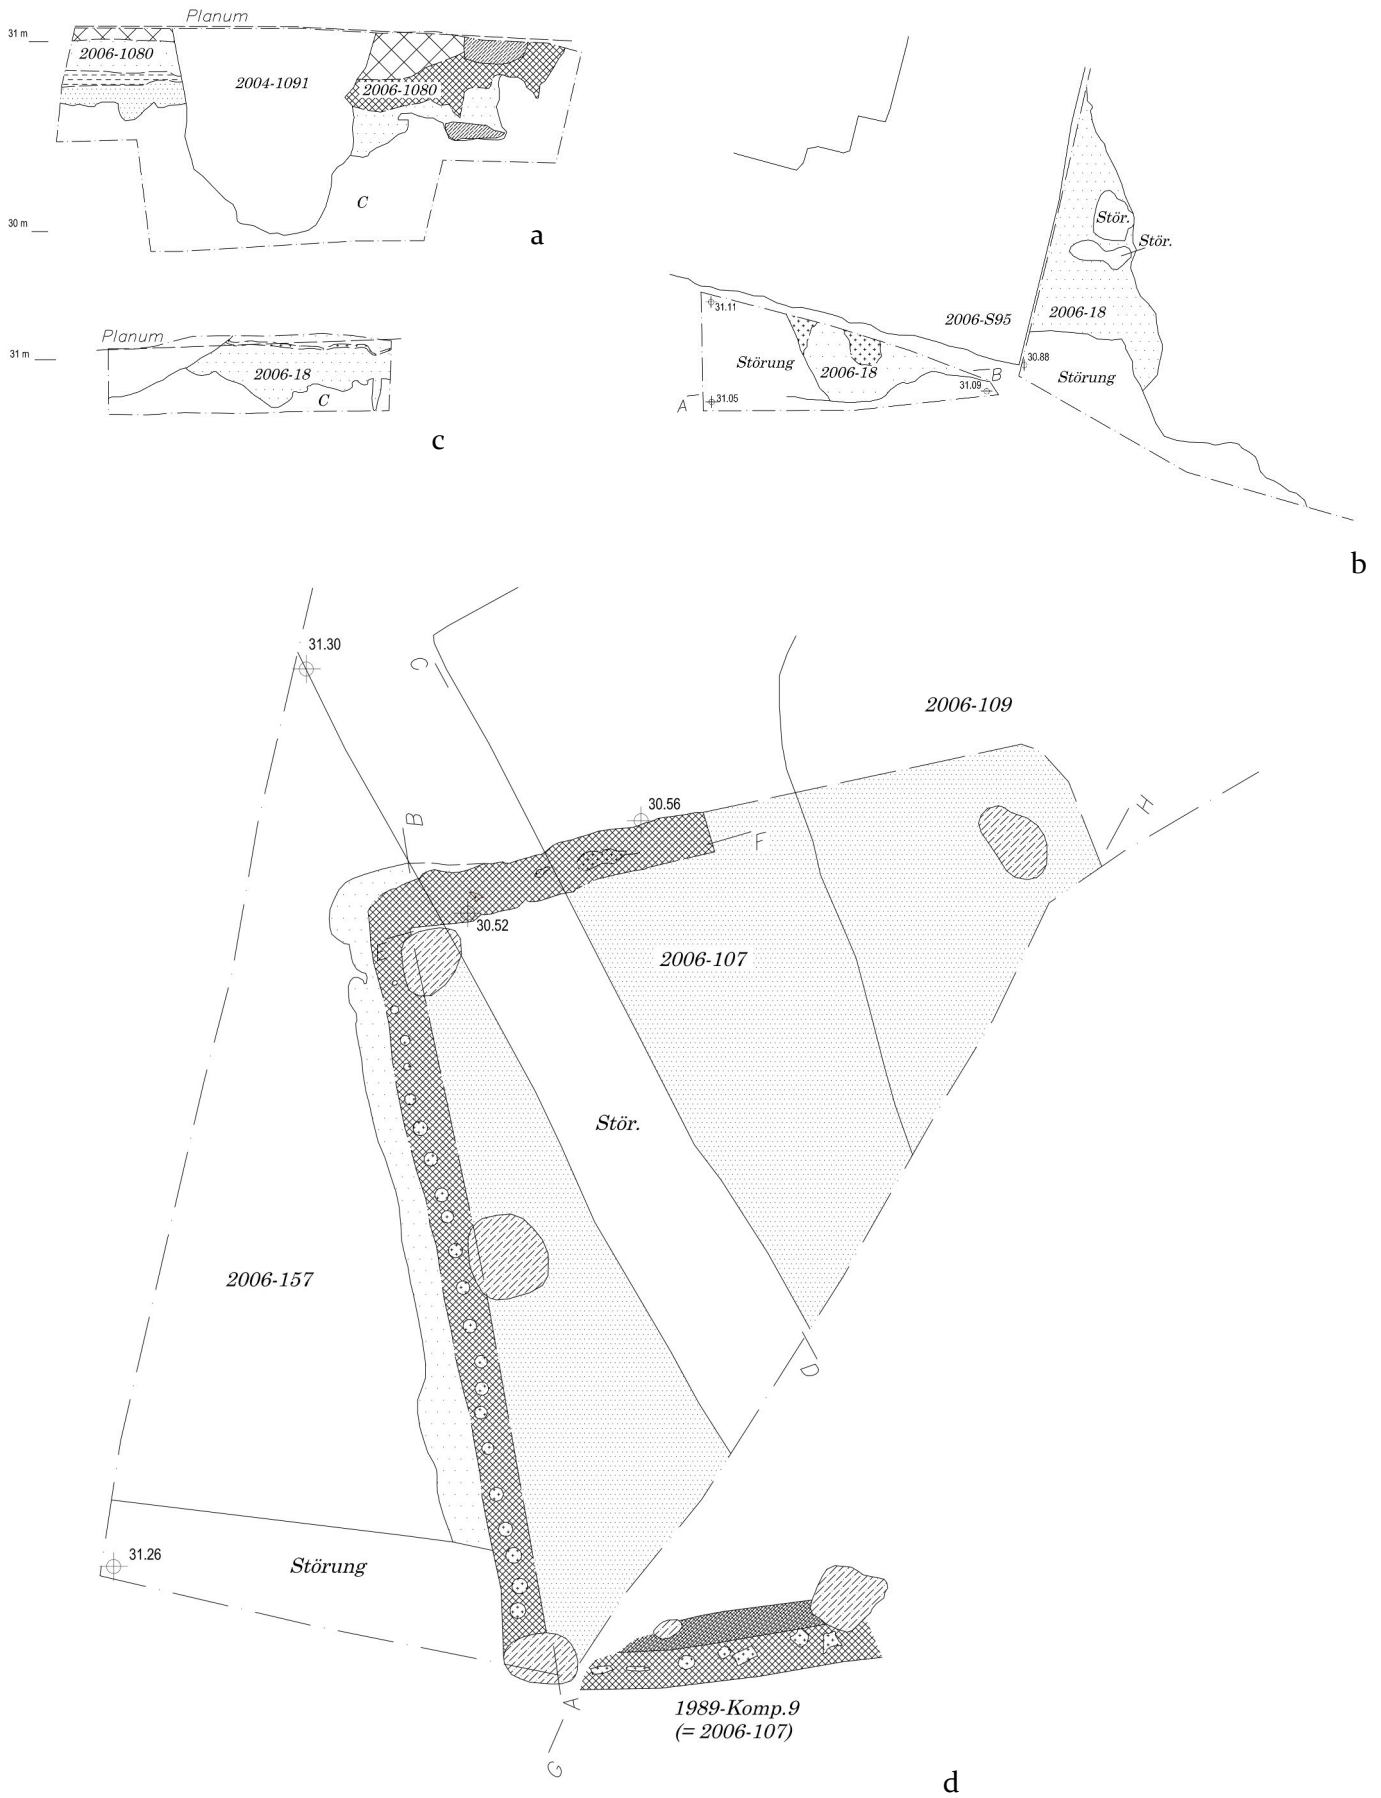 Planum
31 m
2006-1080
2004-1091
2006-1080
C
30 m
a
Planum
31 m
2006-18
C
c
Stör.
Stör.
2006-S95
2006-18
31.11
Störung
2006-18
30.88
B
31.09
Störung
A
31.05
b
31.30
C
2006-109
B
30.56
F
H
E
30.52
2006-107
Stör.
2006-157
D
31.26
Störung
A
1989-Komp.9
(= 2006-107)
G
d